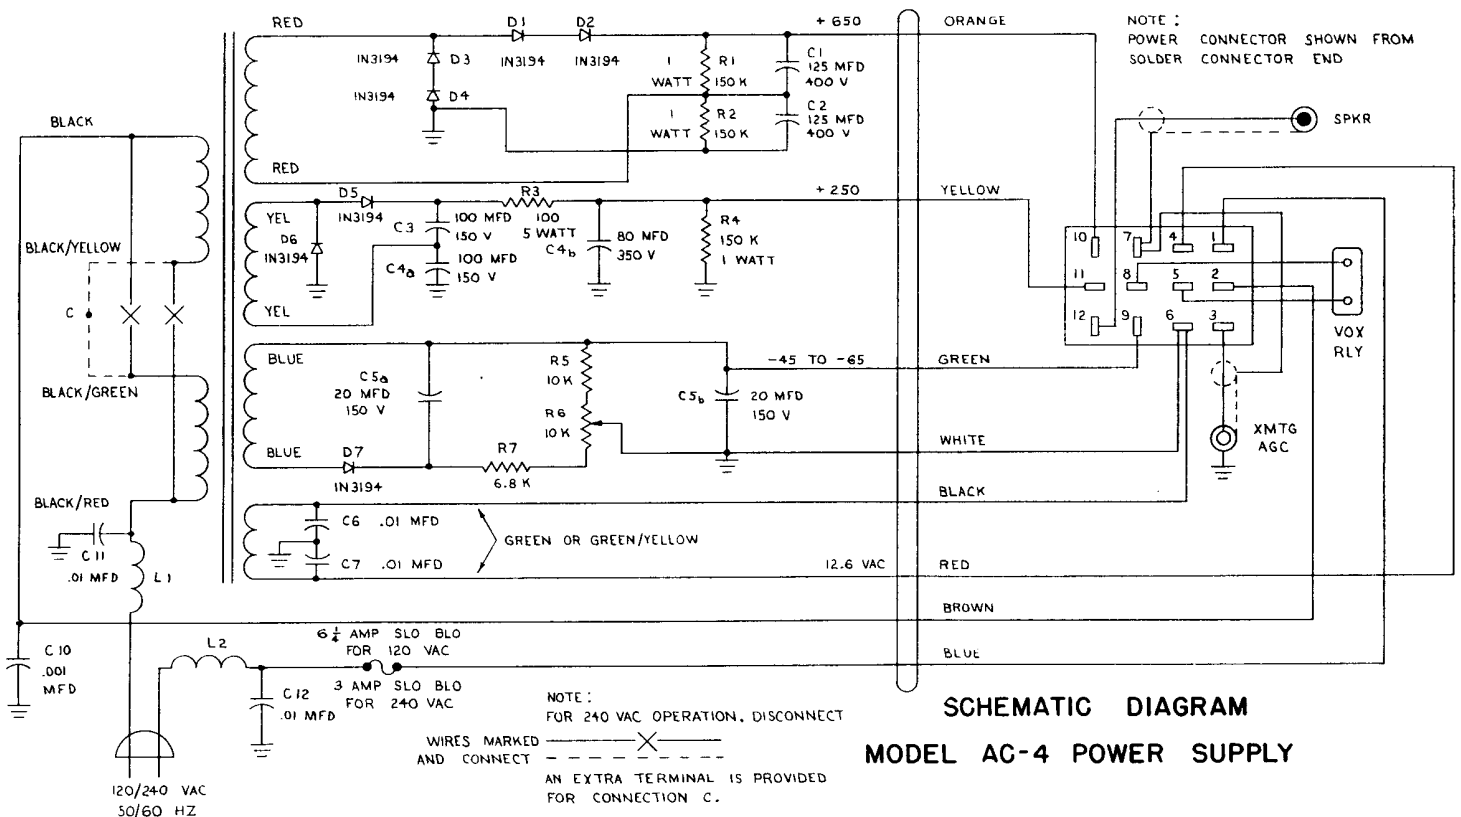 RED
D1
D2
+650
ORANGE
NOTE:
POWER CONNECTOR SHOWN FROM
SOLDER CONNECTOR END
1N3194
D3
1N3194
1N3194
1
WATT
R1
150 K
C1
125 MFD
400 V
1N3194
D4
1
WATT
R2
150 K
C2
125 MFD
400 V
SPKR
BLACK
RED
D5
R3
+250
YELLOW
YEL
1N3194
C3
100 MFD
150 V
100
5 WATT
D6
1N3194
C4a
100 MFD
150 V
C4b
80 MFD
350 V
R4
150 K
1 WATT
BLACK/YELLOW
C
YEL
10
7
4
1
11
8
5
2
12
9
6
3
VOX
RLY
BLUE
-45 TO -65
GREEN
BLACK/GREEN
C5a
20 MFD
150 V
R5
10 K
R6
10 K
C5b
20 MFD
150 V
XMTG
AGC
BLUE
D7
1N3194
R7
6.8 K
WHITE
BLACK/RED
BLACK
C6 .01 MFD
GREEN OR GREEN/YELLOW
C7 .01 MFD
12.6 VAC
RED
C11
.01 MFD
L1
BROWN
C10
.001
MFD
L2
6 1/4 AMP SLO BLO
FOR 120 VAC
BLUE
3 AMP SLO BLO
FOR 240 VAC
C12
.01 MFD
NOTE:
FOR 240 VAC OPERATION, DISCONNECT
WIRES MARKED
AND CONNECT
AN EXTRA TERMINAL IS PROVIDED
FOR CONNECTION C.
SCHEMATIC DIAGRAM
MODEL AC-4 POWER SUPPLY
120/240 VAC
50/60 HZ